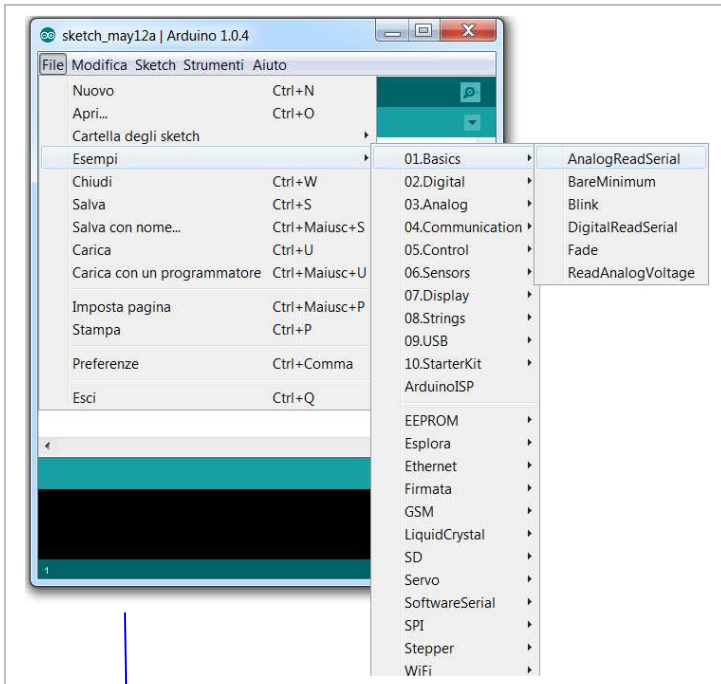 sketch_may12a | Arduino 1.0.4
File Modifica Sketch Strumenti Aiuto
Nuovo Ctrl+N
Apri... Ctrl+O
Cartella degli sketch
Esempi
Chiudi Ctrl+W
Salva Ctrl+S
Salva con nome... Ctrl+Maiusc+S
Carica Ctrl+U
Carica con un programmatore Ctrl+Maiusc+U
Imposta pagina Ctrl+Maiusc+P
Stampa Ctrl+P
Preferenze Ctrl+Comma
Esci Ctrl+Q
1
01.Basics
02.Digital
03.Analog
04.Communication
05.Control
06.Sensors
07.Display
08.Strings
09.USB
10.StarterKit
ArduinoISP
EEPROM
Esplora
Ethernet
Firmata
GSM
LiquidCrystal
SD
Servo
SoftwareSerial
SPI
Stepper
WiFi
AnalogReadSerial
BareMinimum
Blink
DigitalReadSerial
Fade
ReadAnalogVoltage